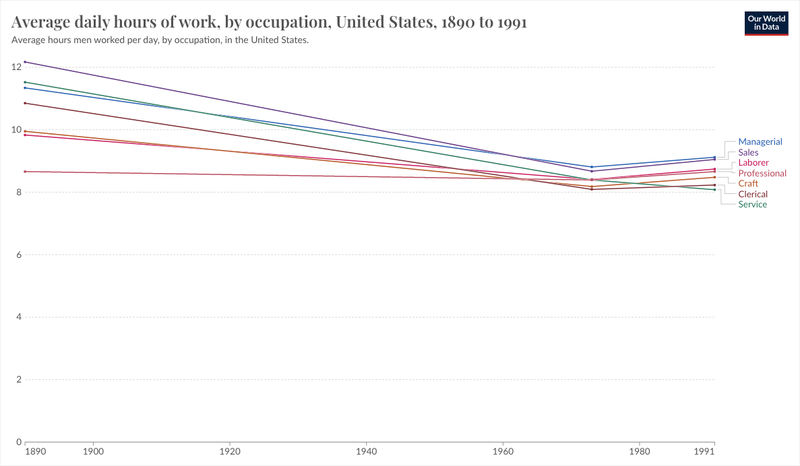 Average daily hours of work, by occupation, United States, 1890 to 1991
Average hours men worked per day, by occupation, in the United States.
Our World
in Data
12
10
8
6
4
2
0
Managerial
Sales
Laborer
Professional
Craft
Clerical
Service
1890 1900 1920 1940 1960 1980 1991